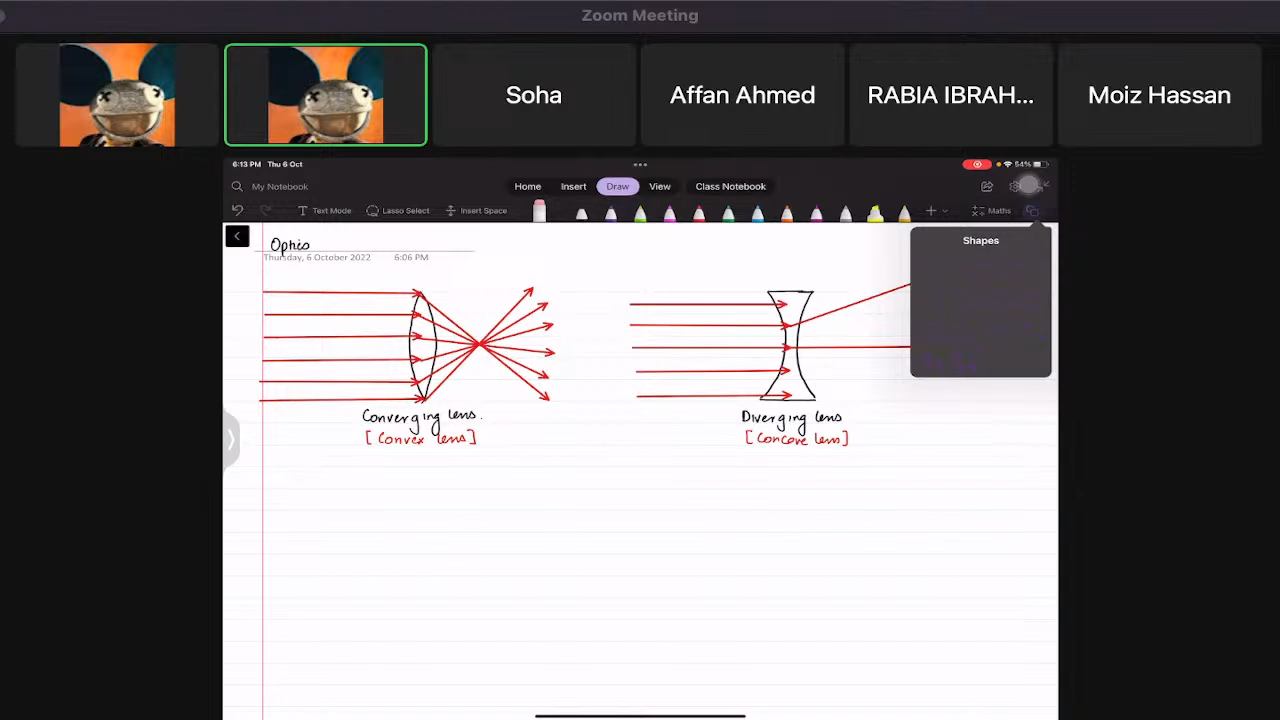 Zoom Meeting
Soha
Affan Ahmed
RABIA IBRAH...
Moiz Hassan
6:13 PM Thu 6 Oct
54%
My Notebook
Home
Insert
Draw
View
Class Notebook
Text Mode
Lasso Select
Insert Space
Maths
Shapes
Thursday, 6 October 2022 6:06 PM
Converging lens.
[Convex lens]
Diverging lens
[Concave lens]